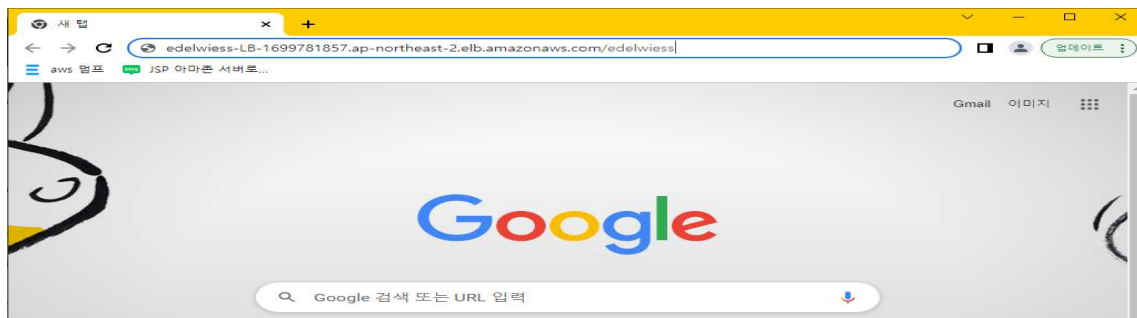 새 탭
edelwiess-LB-1699781857.ap-northeast-2.elb.amazonaws.com/edelwiess
업데이트
aws 덤프 blog JSP 아마존 서버로...
Gmail 이미지
Google
Google 검색 또는 URL 입력